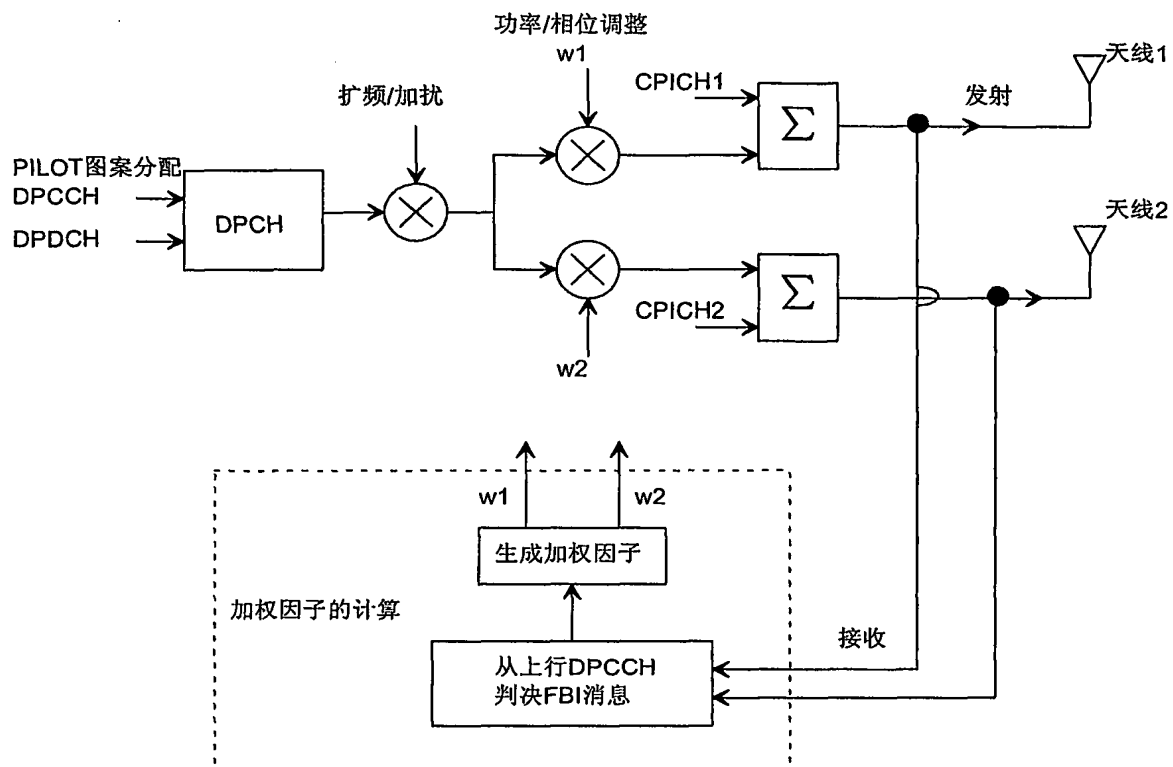 功率/相位调整
w1
天线1
CPICH1
扩频/加扰
Σ
发射
PILOT图案分配
DPCCH
DPCH
DPDCH
天线2
Σ
CPICH2
w2
w1
w2
生成加权因子
加权因子的计算
接收
从上行DPCCH
判决FBI消息